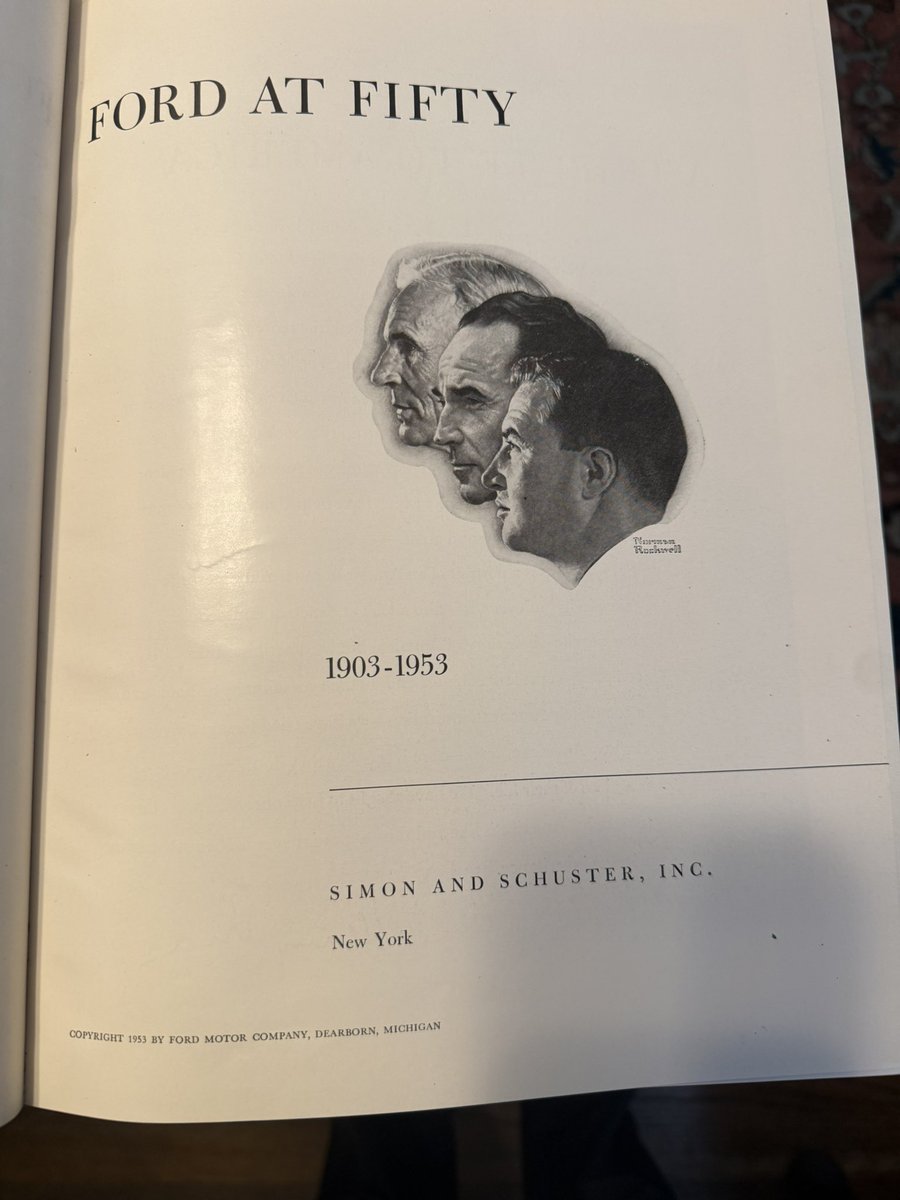 FORD AT FIFTY
Norman
Rockwell
1903-1953
SIMON AND SCHUSTER, INC.
New York
COPYRIGHT 1953 BY FORD MOTOR COMPANY, DEARBORN, MICHIGAN